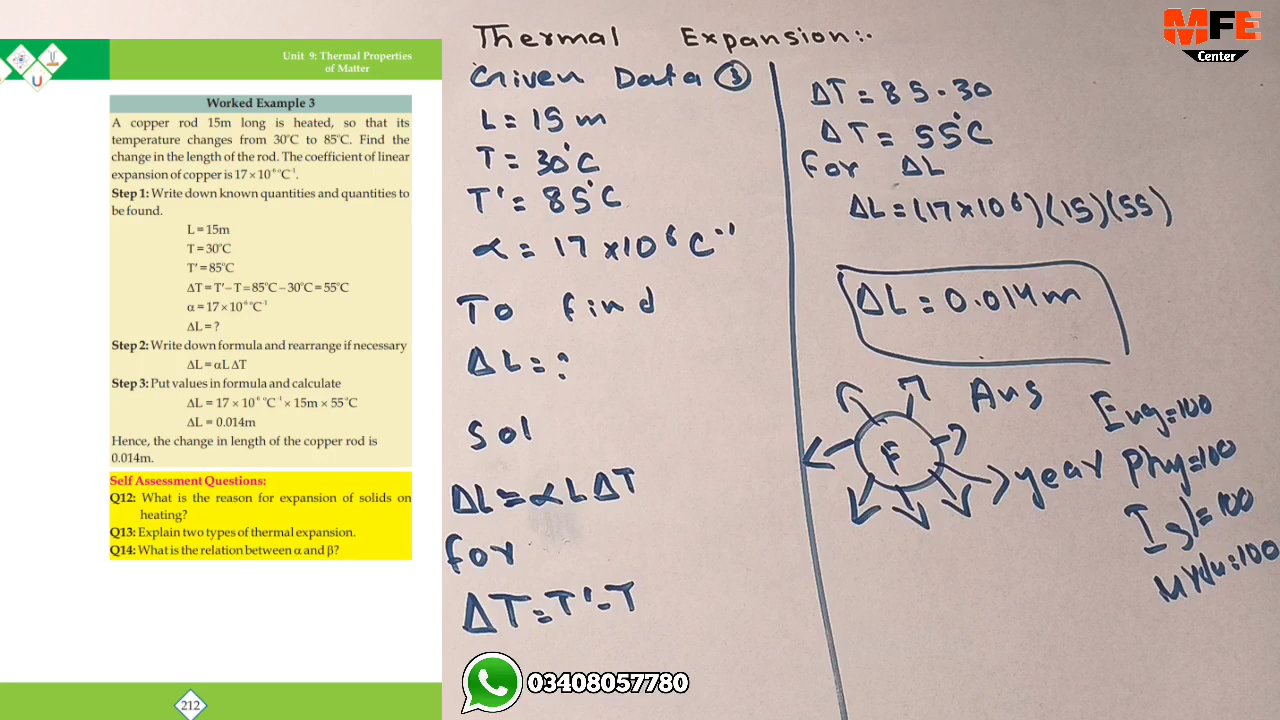 Unit 9: Thermal Properties
of Matter
Worked Example 3
A copper rod 15m long is heated, so that its
temperature changes from 30°C to 85°C. Find the
change in the length of the rod. The coefficient of linear
expansion of copper is 17 × 10⁻⁶ °C⁻¹.
Step 1: Write down known quantities and quantities to
be found.
L = 15m
T = 30°C
T' = 85°C
ΔT = T' – T = 85°C – 30°C = 55°C
α = 17 × 10⁻⁶ °C⁻¹
ΔL = ?
Step 2: Write down formula and rearrange if necessary
ΔL = αL ΔT
Step 3: Put values in formula and calculate
ΔL = 17 × 10⁻⁶ °C⁻¹ × 15m × 55°C
ΔL = 0.014m
Hence, the change in length of the copper rod is
0.014m.
Self Assessment Questions:
Q12: What is the reason for expansion of solids on
heating?
Q13: Explain two types of thermal expansion.
Q14: What is the relation between α and β?
212
Thermal Expansion:.
Given Data ③
L = 15 m
T = 30°C
T' = 85°C
α = 17 × 10⁻⁶ C⁻¹
To find
ΔL = ?
Sol
ΔL = α L ΔT
for
ΔT = T' - T
03408057780
ΔT = 85 - 30
ΔT = 55°C
For ΔL
ΔL = (17×10⁻⁶)(15)(55)
ΔL = 0.014m
Ans
F
year
Eng=100
Phy=100
Isl=100
Urdu=100
MFE
Center